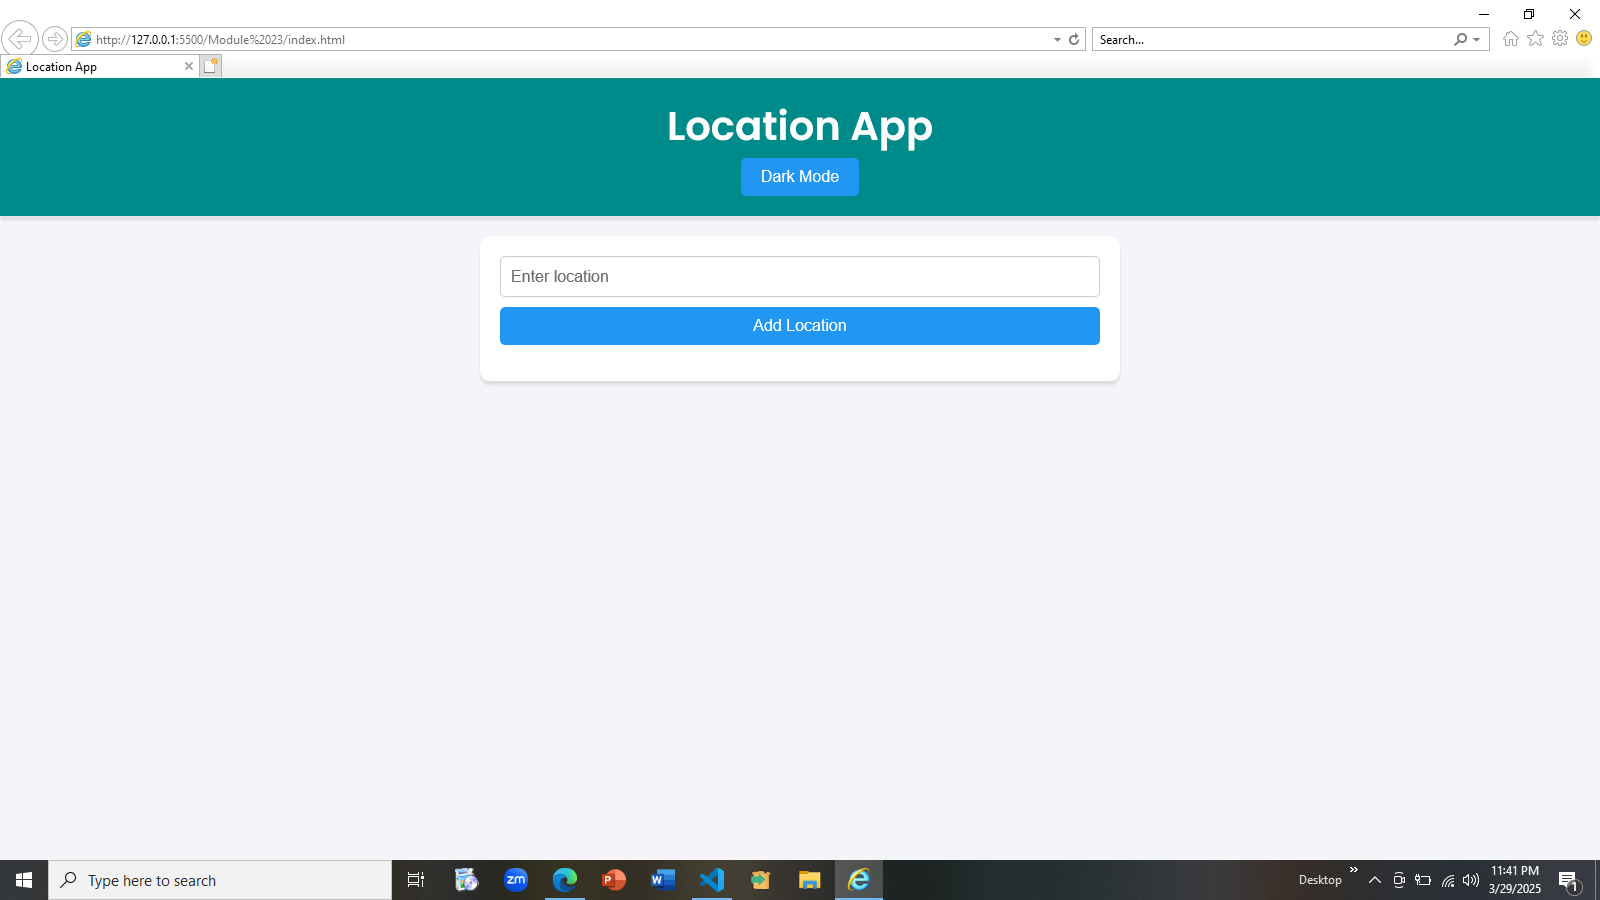 http://127.0.0.1:5500/Module%2023/index.html
Search...
Location App
Location App
Dark Mode
Enter location
Add Location
Type here to search
zm
P
W
Desktop
11:41 PM
3/29/2025
1